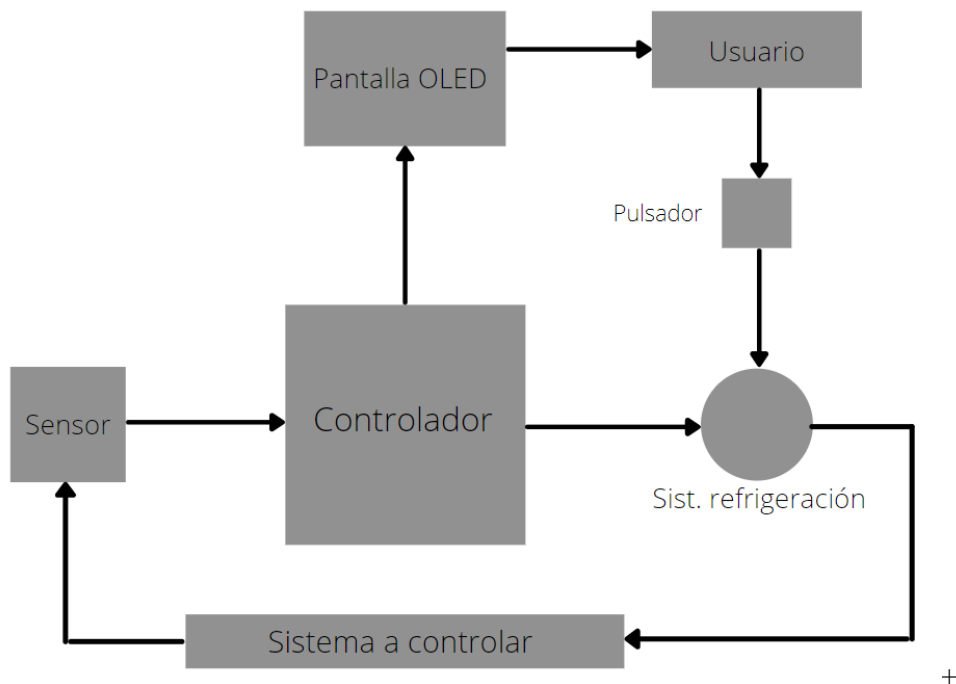 Pantalla OLED
Usuario
Pulsador
Sensor
Controlador
Sist. refrigeración
Sistema a controlar